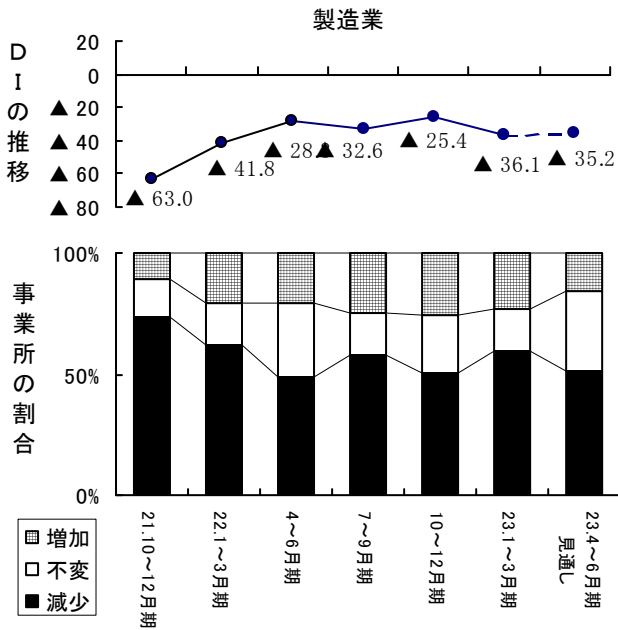 製造業
DIの推移
20
0
▲ 20
▲ 40
▲ 60
▲ 80
▲ 63.0
▲ 41.8
▲ 28.
▲ 32.6
▲ 25.4
▲ 36.1
▲ 35.2
事業所の割合
100%
50%
0%
21.10～12月期
22.1～3月期
4～6月期
7～9月期
10～12月期
23.1～3月期
23.4～6月期
見通し
増加
不変
減少